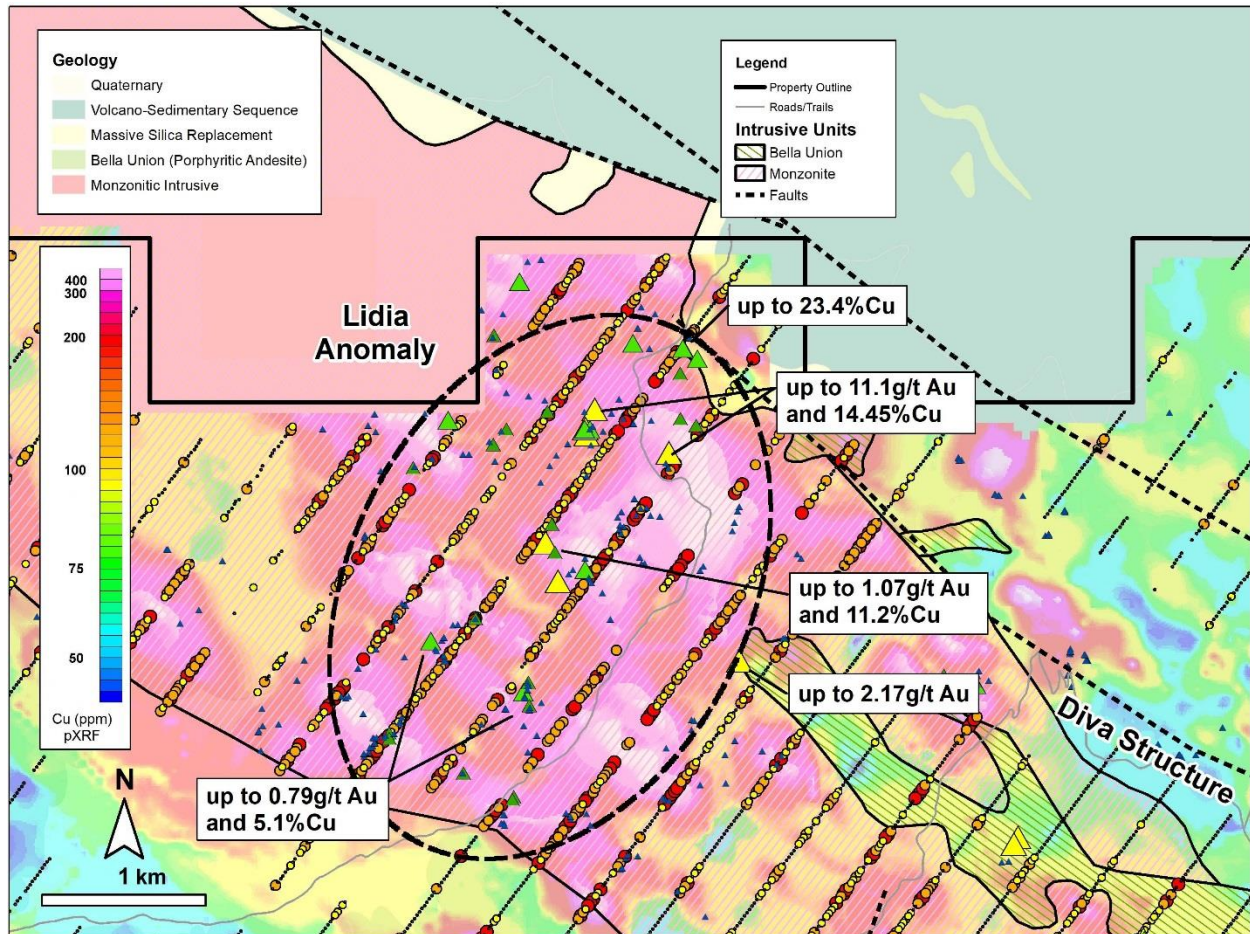 Geology
Quaternary
Volcano-Sedimentary Sequence
Massive Silica Replacement
Bella Union (Porphyritic Andesite)
Monzonitic Intrusive
Legend
Property Outline
Roads/Trails
Intrusive Units
Bella Union
Monzonite
Faults
400
300
200
100
75
50
Cu (ppm)
pXRF
Lidia
Anomaly
up to 23.4%Cu
up to 11.1g/t Au
and 14.45%Cu
up to 1.07g/t Au
and 11.2%Cu
up to 2.17g/t Au
Diva Structure
up to 0.79g/t Au
and 5.1%Cu
N
1 km